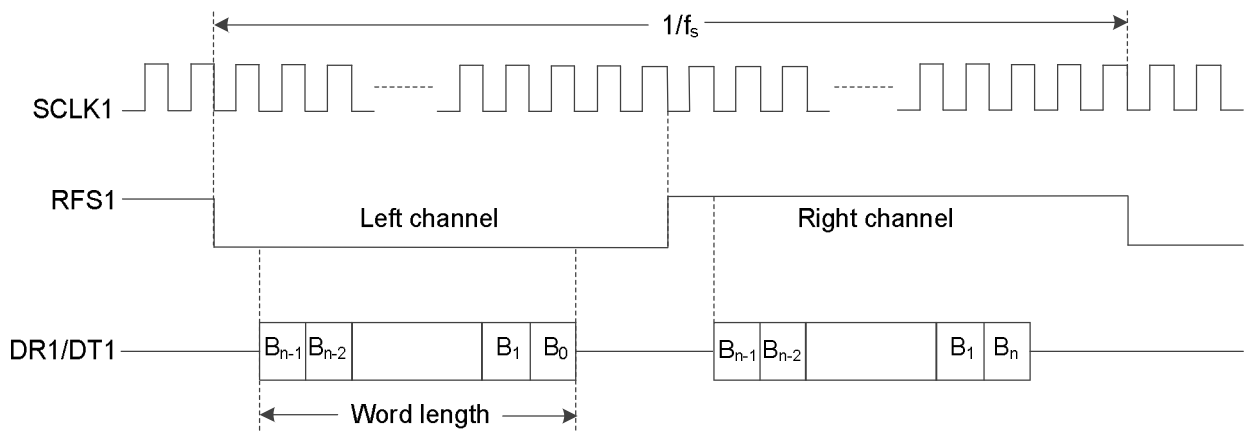 1/fs
SCLK1
RFS1
Left channel
Right channel
DR1/DT1
Bn-1 Bn-2 B1 B0
Bn-1 Bn-2 B1 Bn
Word length